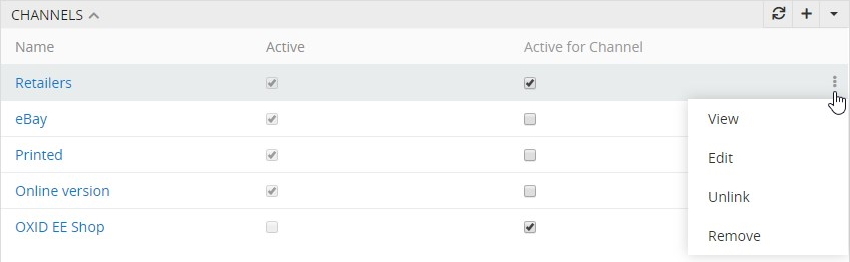 CHANNELS
Name Active Active for Channel
Retailers
eBay
View
Printed
Edit
Online version
Unlink
OXID EE Shop
Remove